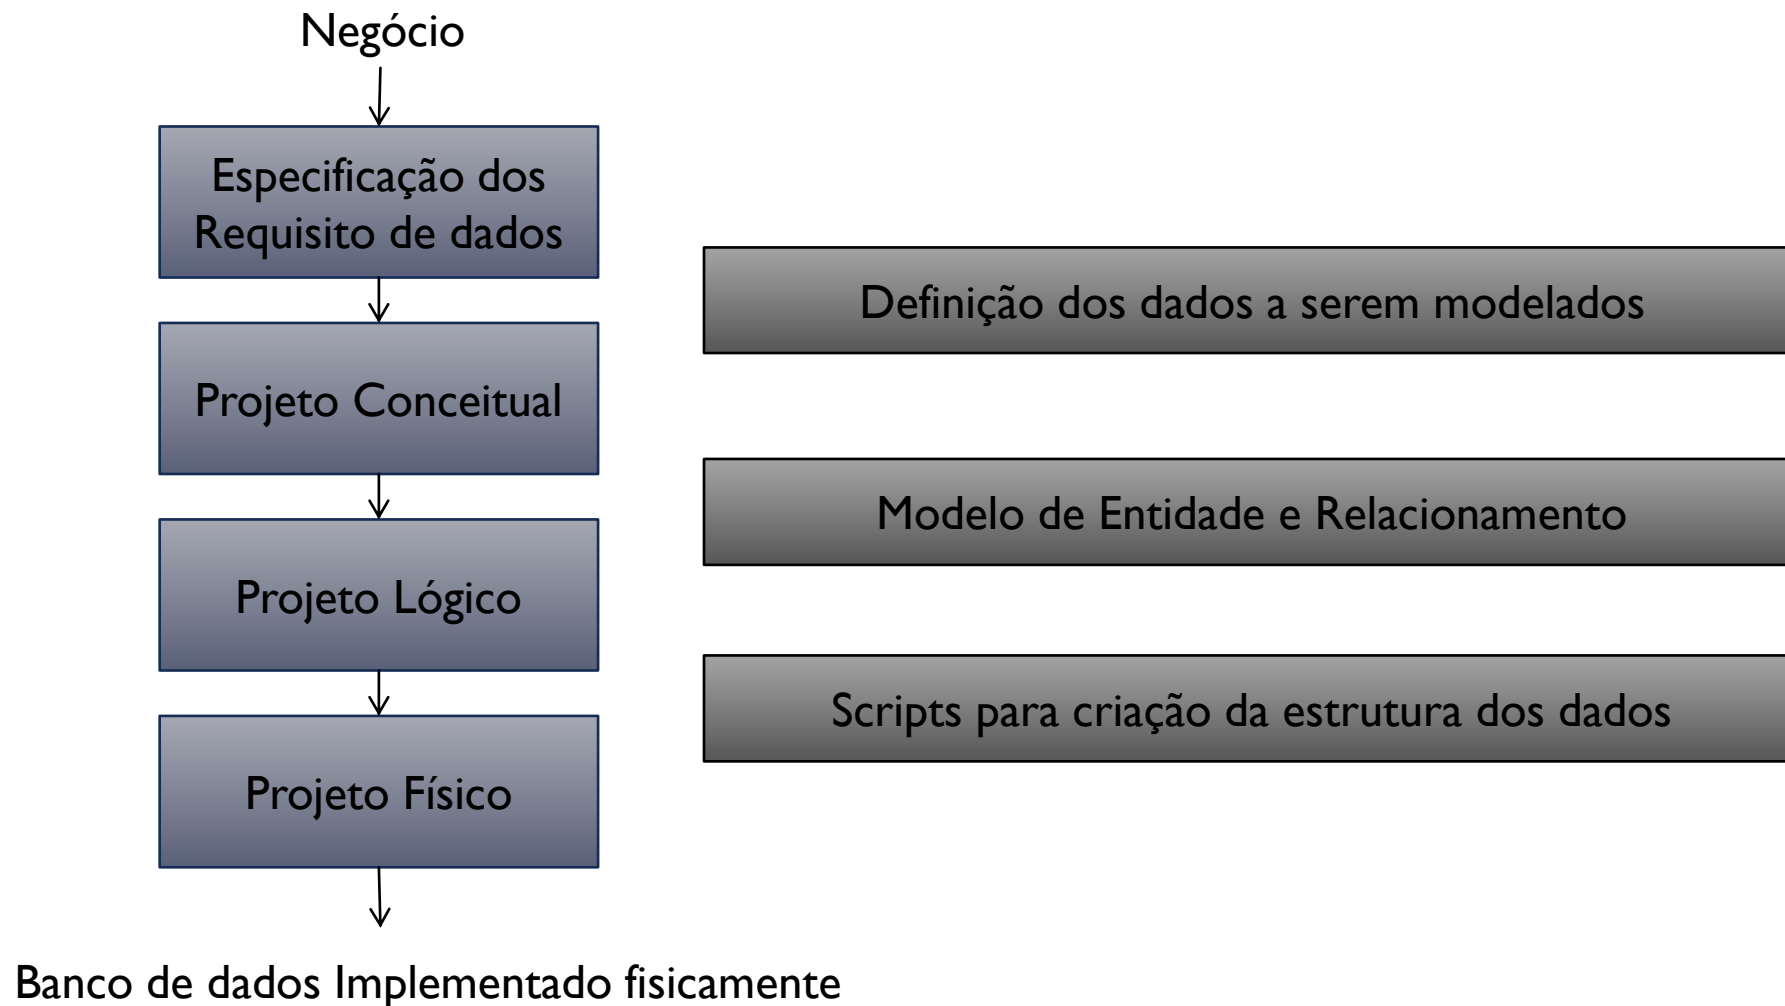 Negócio
Especificação dos
Requisito de dados
Definição dos dados a serem modelados
Projeto Conceitual
Modelo de Entidade e Relacionamento
Projeto Lógico
Scripts para criação da estrutura dos dados
Projeto Físico
Banco de dados Implementado fisicamente